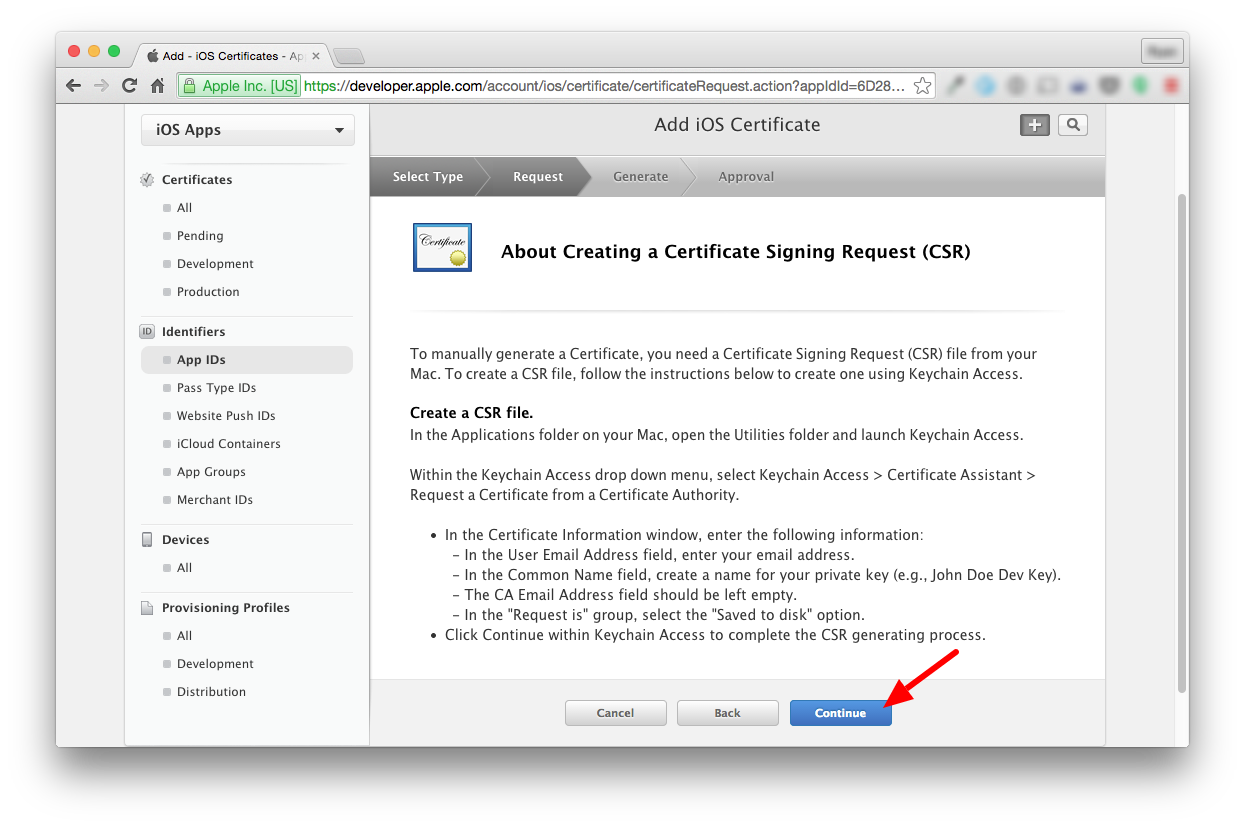 Add - iOS Certificates - Ap
Apple Inc. [US] https://developer.apple.com/account/ios/certificate/certificateRequest.action?appIdId=6D28...
iOS Apps
Certificates
All
Pending
Development
Production
ID Identifiers
App IDs
Pass Type IDs
Website Push IDs
iCloud Containers
App Groups
Merchant IDs
Devices
All
Provisioning Profiles
All
Development
Distribution
Add iOS Certificate
Select Type Request Generate Approval
Certificate
About Creating a Certificate Signing Request (CSR)
To manually generate a Certificate, you need a Certificate Signing Request (CSR) file from your
Mac. To create a CSR file, follow the instructions below to create one using Keychain Access.
Create a CSR file.
In the Applications folder on your Mac, open the Utilities folder and launch Keychain Access.
Within the Keychain Access drop down menu, select Keychain Access > Certificate Assistant >
Request a Certificate from a Certificate Authority.
• In the Certificate Information window, enter the following information:
– In the User Email Address field, enter your email address.
– In the Common Name field, create a name for your private key (e.g., John Doe Dev Key).
– The CA Email Address field should be left empty.
– In the "Request is" group, select the "Saved to disk" option.
• Click Continue within Keychain Access to complete the CSR generating process.
Cancel Back Continue